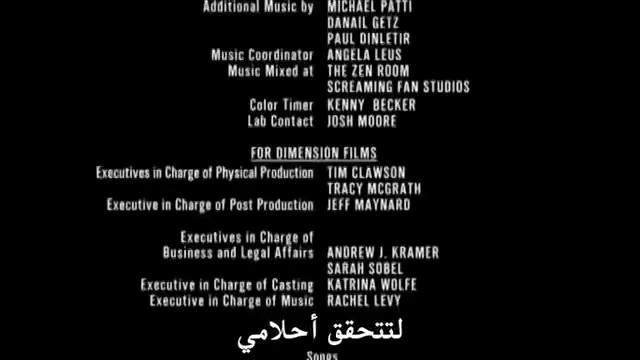 Additional Music by MICHAEL PATTI
DANAIL GETZ
PAUL DINLETIR
Music Coordinator ANGELA LEUS
Music Mixed at THE ZEN ROOM
SCREAMING FAN STUDIOS
Color Timer KENNY BECKER
Lab Contact JOSH MOORE
FOR DIMENSION FILMS
Executives in Charge of Physical Production TIM CLAWSON
TRACY MCGRATH
Executive in Charge of Post Production JEFF MAYNARD
Executives in Charge of
Business and Legal Affairs ANDREW J. KRAMER
SARAH SOBEL
Executive in Charge of Casting KATRINA WOLFE
Executive in Charge of Music RACHEL LEVY
لتتحقق أحلامي
Songs